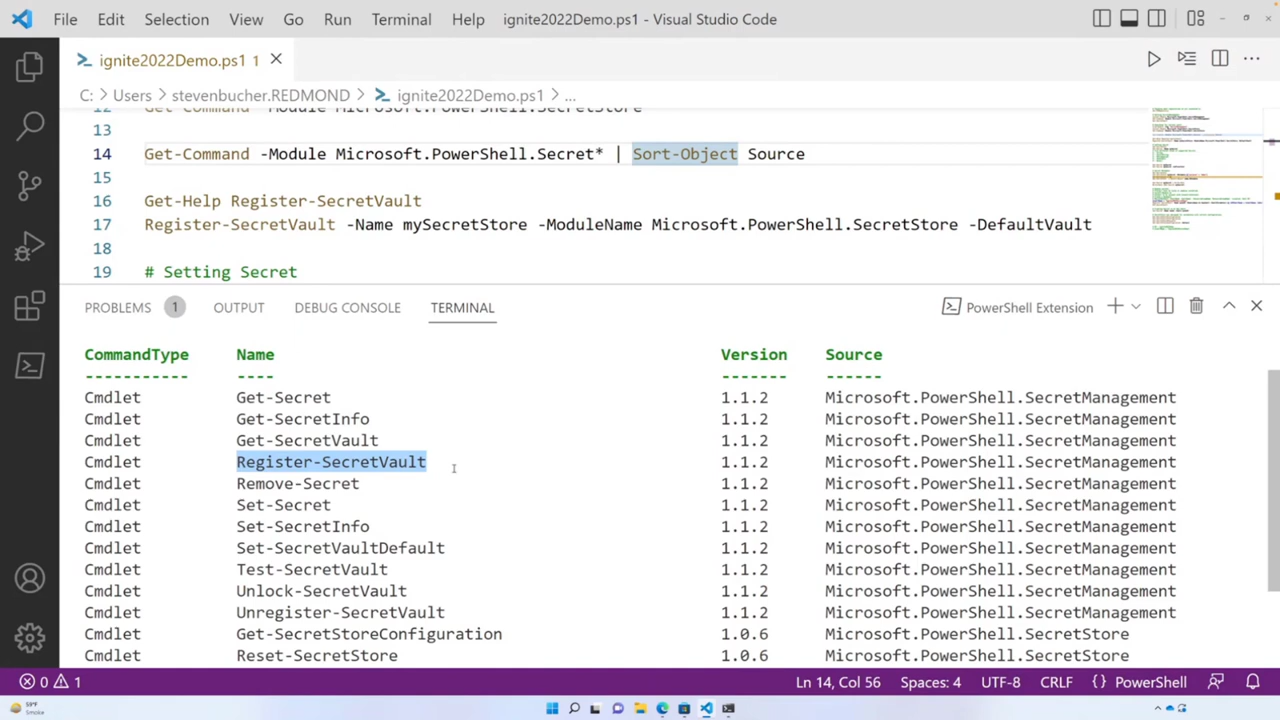 File Edit Selection View Go Run Terminal Help ignite2022Demo.ps1 - Visual Studio Code
ignite2022Demo.ps1 1
C: > Users > stevenbucher.REDMOND > ignite2022Demo.ps1 > ...
12 Get-Command -Module Microsoft.PowerShell.SecretStore
13
14 Get-Command -Module Microsoft.Powershell.Secret* | Sort-Object Source
15
16 Get-Help Register-SecretVault
17 Register-SecretVault -Name mySecretStore -ModuleName Microsoft.PowerShell.SecretStore -DefaultVault
18
19 # Setting Secret
PROBLEMS 1 OUTPUT DEBUG CONSOLE TERMINAL PowerShell Extension
CommandType Name Version Source
----------- ---- ------- ------
Cmdlet Get-Secret 1.1.2 Microsoft.PowerShell.SecretManagement
Cmdlet Get-SecretInfo 1.1.2 Microsoft.PowerShell.SecretManagement
Cmdlet Get-SecretVault 1.1.2 Microsoft.PowerShell.SecretManagement
Cmdlet Register-SecretVault 1.1.2 Microsoft.PowerShell.SecretManagement
Cmdlet Remove-Secret 1.1.2 Microsoft.PowerShell.SecretManagement
Cmdlet Set-Secret 1.1.2 Microsoft.PowerShell.SecretManagement
Cmdlet Set-SecretInfo 1.1.2 Microsoft.PowerShell.SecretManagement
Cmdlet Set-SecretVaultDefault 1.1.2 Microsoft.PowerShell.SecretManagement
Cmdlet Test-SecretVault 1.1.2 Microsoft.PowerShell.SecretManagement
Cmdlet Unlock-SecretVault 1.1.2 Microsoft.PowerShell.SecretManagement
Cmdlet Unregister-SecretVault 1.1.2 Microsoft.PowerShell.SecretManagement
Cmdlet Get-SecretStoreConfiguration 1.0.6 Microsoft.PowerShell.SecretStore
Cmdlet Reset-SecretStore 1.0.6 Microsoft.PowerShell.SecretStore
0 1 Ln 14, Col 56 Spaces: 4 UTF-8 CRLF {} PowerShell
59°F
Smoke